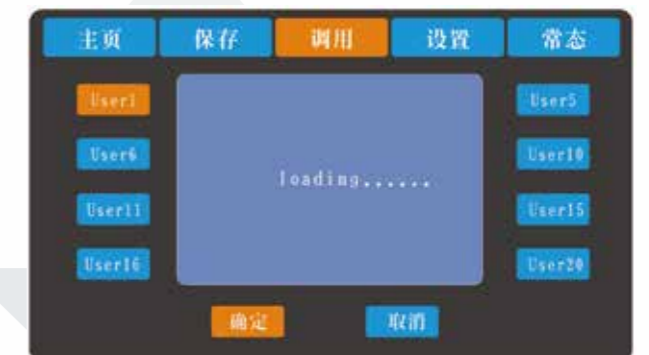 主页 保存 调用 设置 常态
User1 User5
User6 User10
loading......
User11 User15
User16 User20
确定 取消